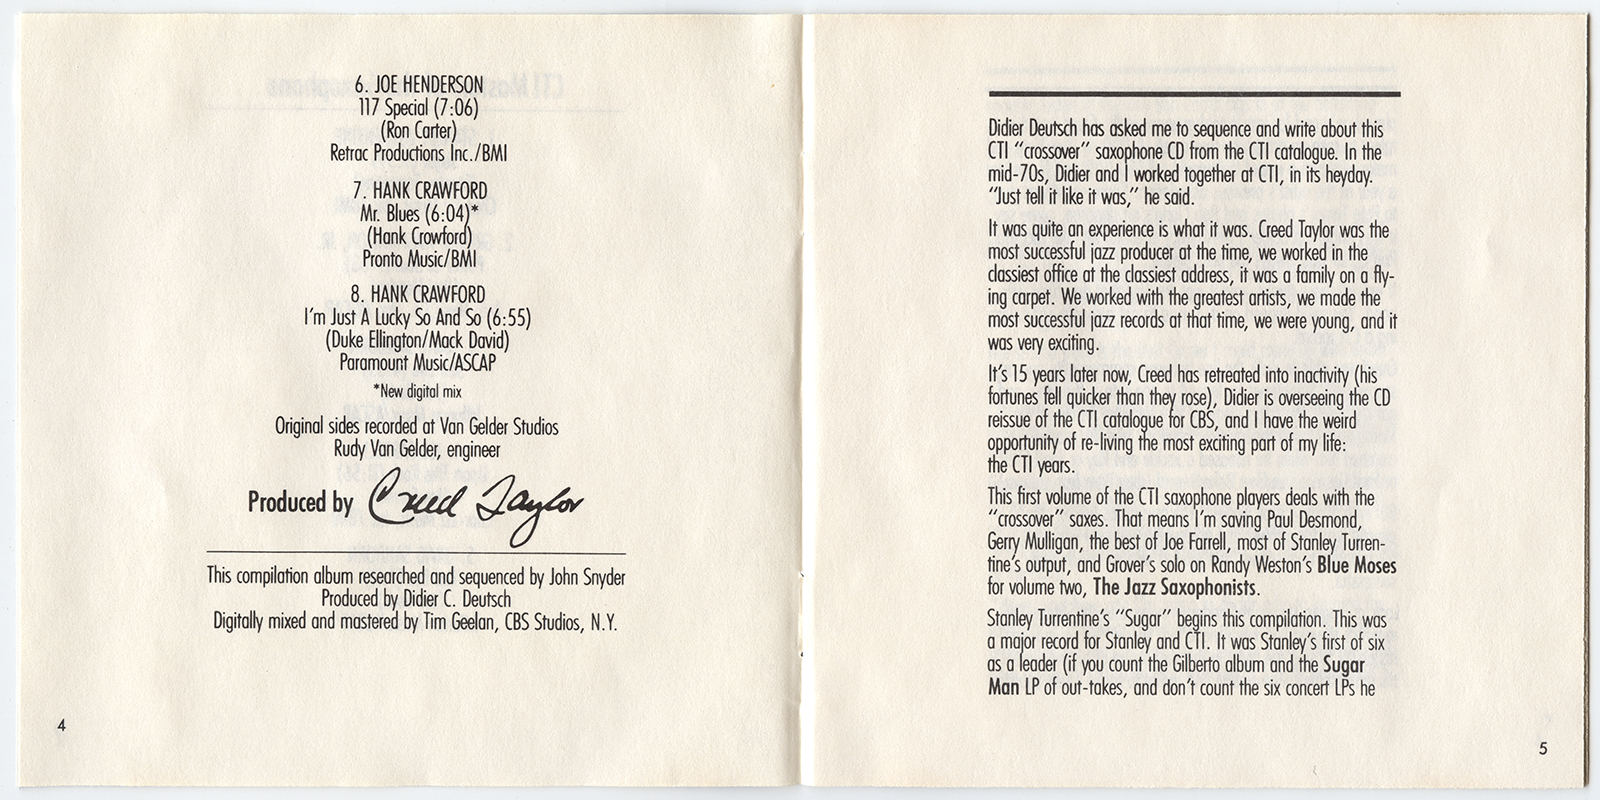 6. JOE HENDERSON
117 Special (7:06)
(Ron Carter)
Retrac Productions Inc./BMI
7. HANK CRAWFORD
Mr. Blues (6:04)*
(Hank Crowford)
Pronto Music/BMI
8. HANK CRAWFORD
I'm Just A Lucky So And So (6:55)
(Duke Ellington/Mack David)
Paramount Music/ASCAP
*New digital mix
Original sides recorded at Van Gelder Studios
Rudy Van Gelder, engineer
Produced by Creed Taylor
This compilation album researched and sequenced by John Snyder
Produced by Didier C. Deutsch
Digitally mixed and mastered by Tim Geelan, CBS Studios, N.Y.
4
Didier Deutsch has asked me to sequence and write about this
CTI "crossover" saxophone CD from the CTI catalogue. In the
mid-70s, Didier and I worked together at CTI, in its heyday.
"Just tell it like it was," he said.
It was quite an experience is what it was. Creed Taylor was the
most successful jazz producer at the time, we worked in the
classiest office at the classiest address, it was a family on a fly-
ing carpet. We worked with the greatest artists, we made the
most successful jazz records at that time, we were young, and it
was very exciting.
It's 15 years later now, Creed has retreated into inactivity (his
fortunes fell quicker than they rose), Didier is overseeing the CD
reissue of the CTI catalogue for CBS, and I have the weird
opportunity of re-living the most exciting part of my life:
the CTI years.
This first volume of the CTI saxophone players deals with the
"crossover" saxes. That means I'm saving Paul Desmond,
Gerry Mulligan, the best of Joe Farrell, most of Stanley Turren-
tine's output, and Grover's solo on Randy Weston's Blue Moses
for volume two, The Jazz Saxophonists.
Stanley Turrentine's "Sugar" begins this compilation. This was
a major record for Stanley and CTI. It was Stanley's first of six
as a leader (if you count the Gilberto album and the Sugar
Man LP of out-takes, and don't count the six concert LPs he
5